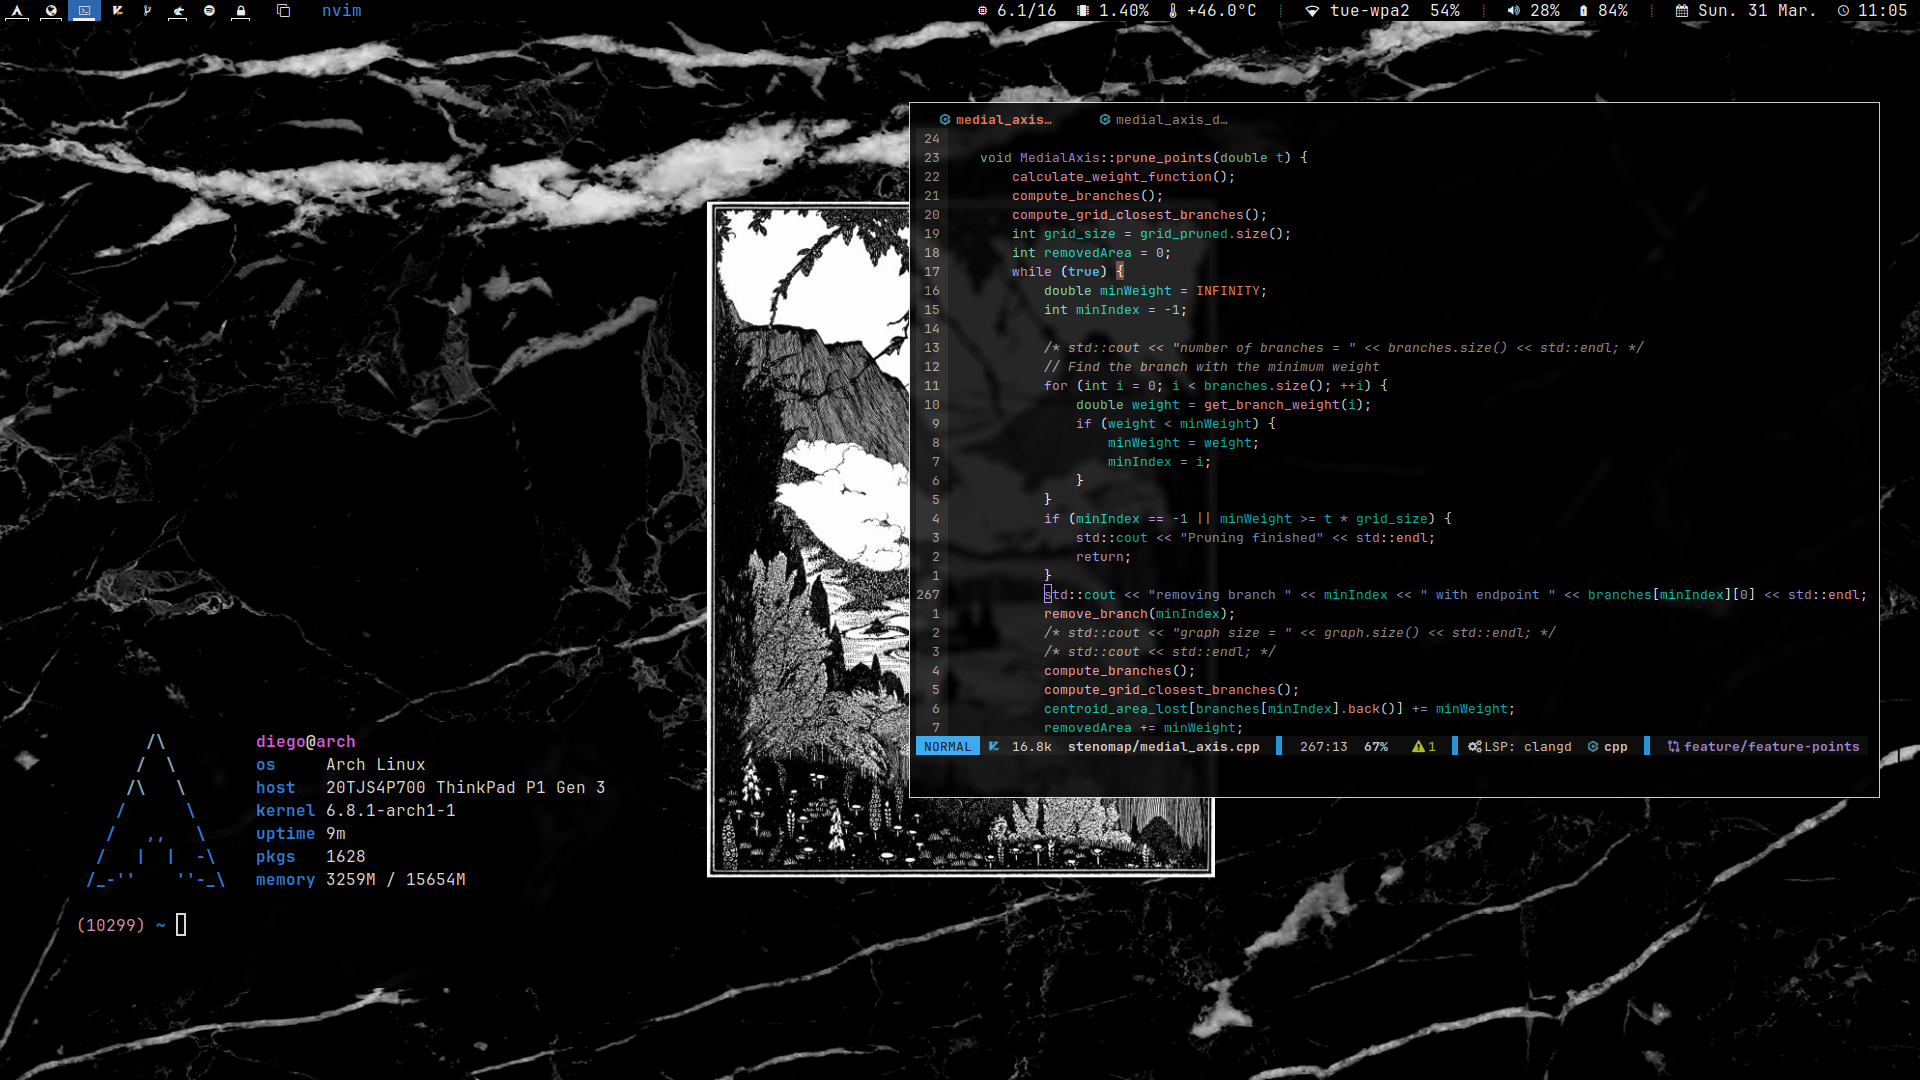 nvim 6.1/16 1.40% +46.0°C tue-wpa2 54% 28% 84% Sun. 31 Mar. 11:05
medial_axis… medial_axis_d…
24
23 void MedialAxis::prune_points(double t) {
22 calculate_weight_function();
21 compute_branches();
20 compute_grid_closest_branches();
19 int grid_size = grid_pruned.size();
18 int removedArea = 0;
17 while (true) {
16 double minWeight = INFINITY;
15 int minIndex = -1;
14
13 /* std::cout << "number of branches = " << branches.size() << std::endl; */
12 // Find the branch with the minimum weight
11 for (int i = 0; i < branches.size(); ++i) {
10 double weight = get_branch_weight(i);
9 if (weight < minWeight) {
8 minWeight = weight;
7 minIndex = i;
6 }
5 }
4 if (minIndex == -1 || minWeight >= t * grid_size) {
3 std::cout << "Pruning finished" << std::endl;
2 return;
1 }
267 std::cout << "removing branch " << minIndex << " with endpoint " << branches[minIndex][0] << std::endl;
1 remove_branch(minIndex);
2 /* std::cout << "graph size = " << graph.size() << std::endl; */
3 /* std::cout << std::endl; */
4 compute_branches();
5 compute_grid_closest_branches();
6 centroid_area_lost[branches[minIndex].back()] += minWeight;
7 removedArea += minWeight;
NORMAL 16.8k stenomap/medial_axis.cpp 267:13 67% 1 LSP: clangd cpp feature/feature-points
/\ diego@arch
/ \ os Arch Linux
/\ \ host 20TJS4P700 ThinkPad P1 Gen 3
/ \ kernel 6.8.1-arch1-1
/ ,, \ uptime 9m
/ | | -\ pkgs 1628
/_-'' ''-_\ memory 3259M / 15654M
(10299) ~